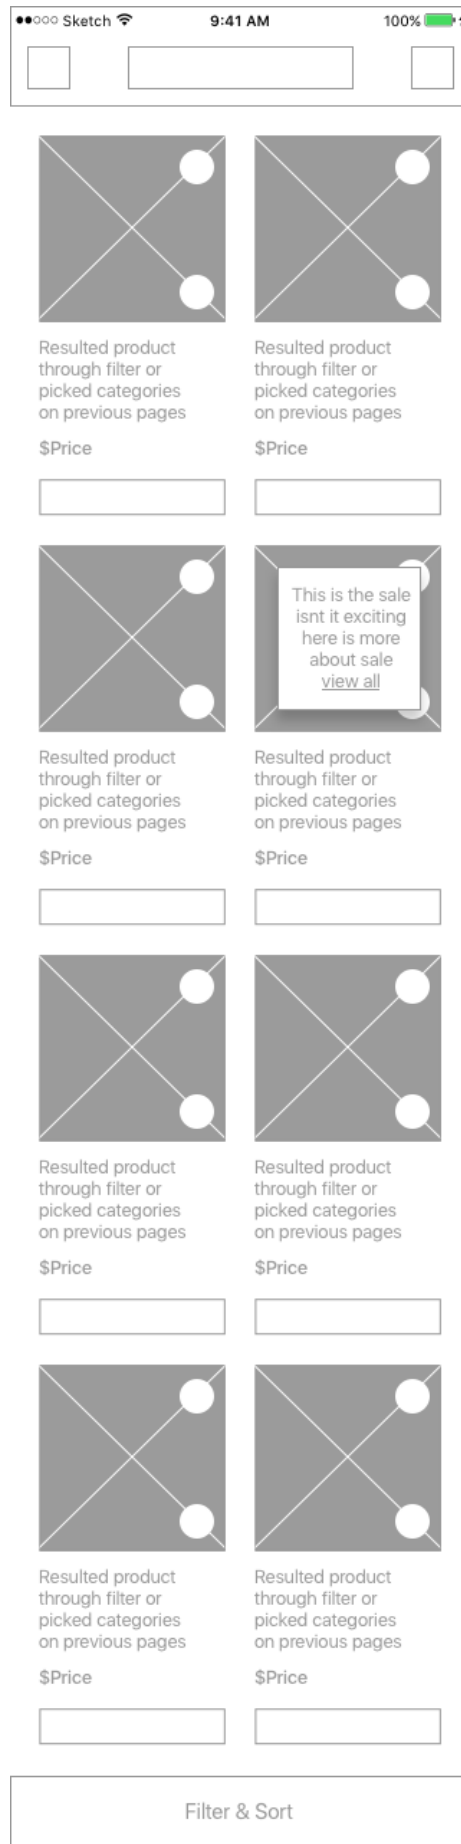 Sketch 9:41 AM 100%
Resulted product
through filter or
picked categories
on previous pages
$Price
Resulted product
through filter or
picked categories
on previous pages
$Price
Resulted product
through filter or
picked categories
on previous pages
$Price
This is the sale
isnt it exciting
here is more
about sale
view all
Resulted product
through filter or
picked categories
on previous pages
$Price
Resulted product
through filter or
picked categories
on previous pages
$Price
Resulted product
through filter or
picked categories
on previous pages
$Price
Resulted product
through filter or
picked categories
on previous pages
$Price
Resulted product
through filter or
picked categories
on previous pages
$Price
Filter & Sort